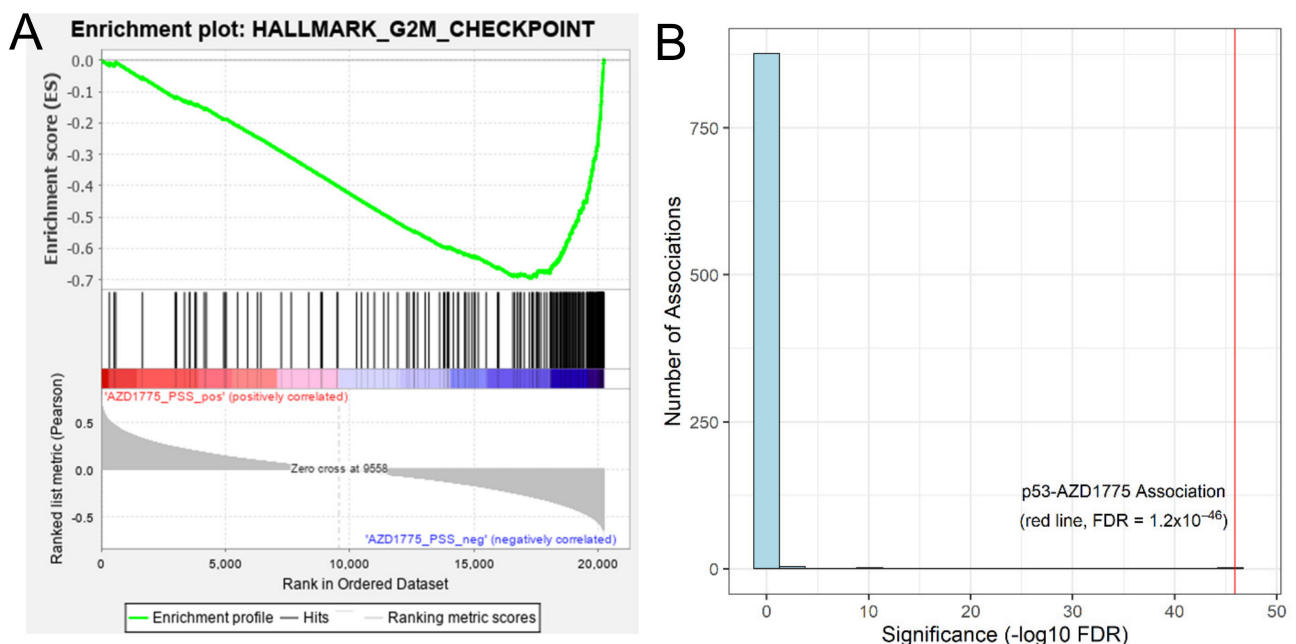 A
Enrichment plot: HALLMARK_G2M_CHECKPOINT
Enrichment score (ES)
0.0
-0.1
-0.2
-0.3
-0.4
-0.5
-0.6
-0.7
'AZD1775_PSS_pos' (positively correlated)
Ranked list metric (Pearson)
0.5
0.0
-0.5
Zero cross at 9558
'AZD1775_PSS_neg' (negatively correlated)
0 5,000 10,000 15,000 20,000
Rank in Ordered Dataset
Enrichment profile Hits Ranking metric scores
B
Number of Associations
750
500
250
0
p53-AZD1775 Association
(red line, FDR = 1.2x10⁻⁴⁶)
0 10 20 30 40 50
Significance (-log10 FDR)